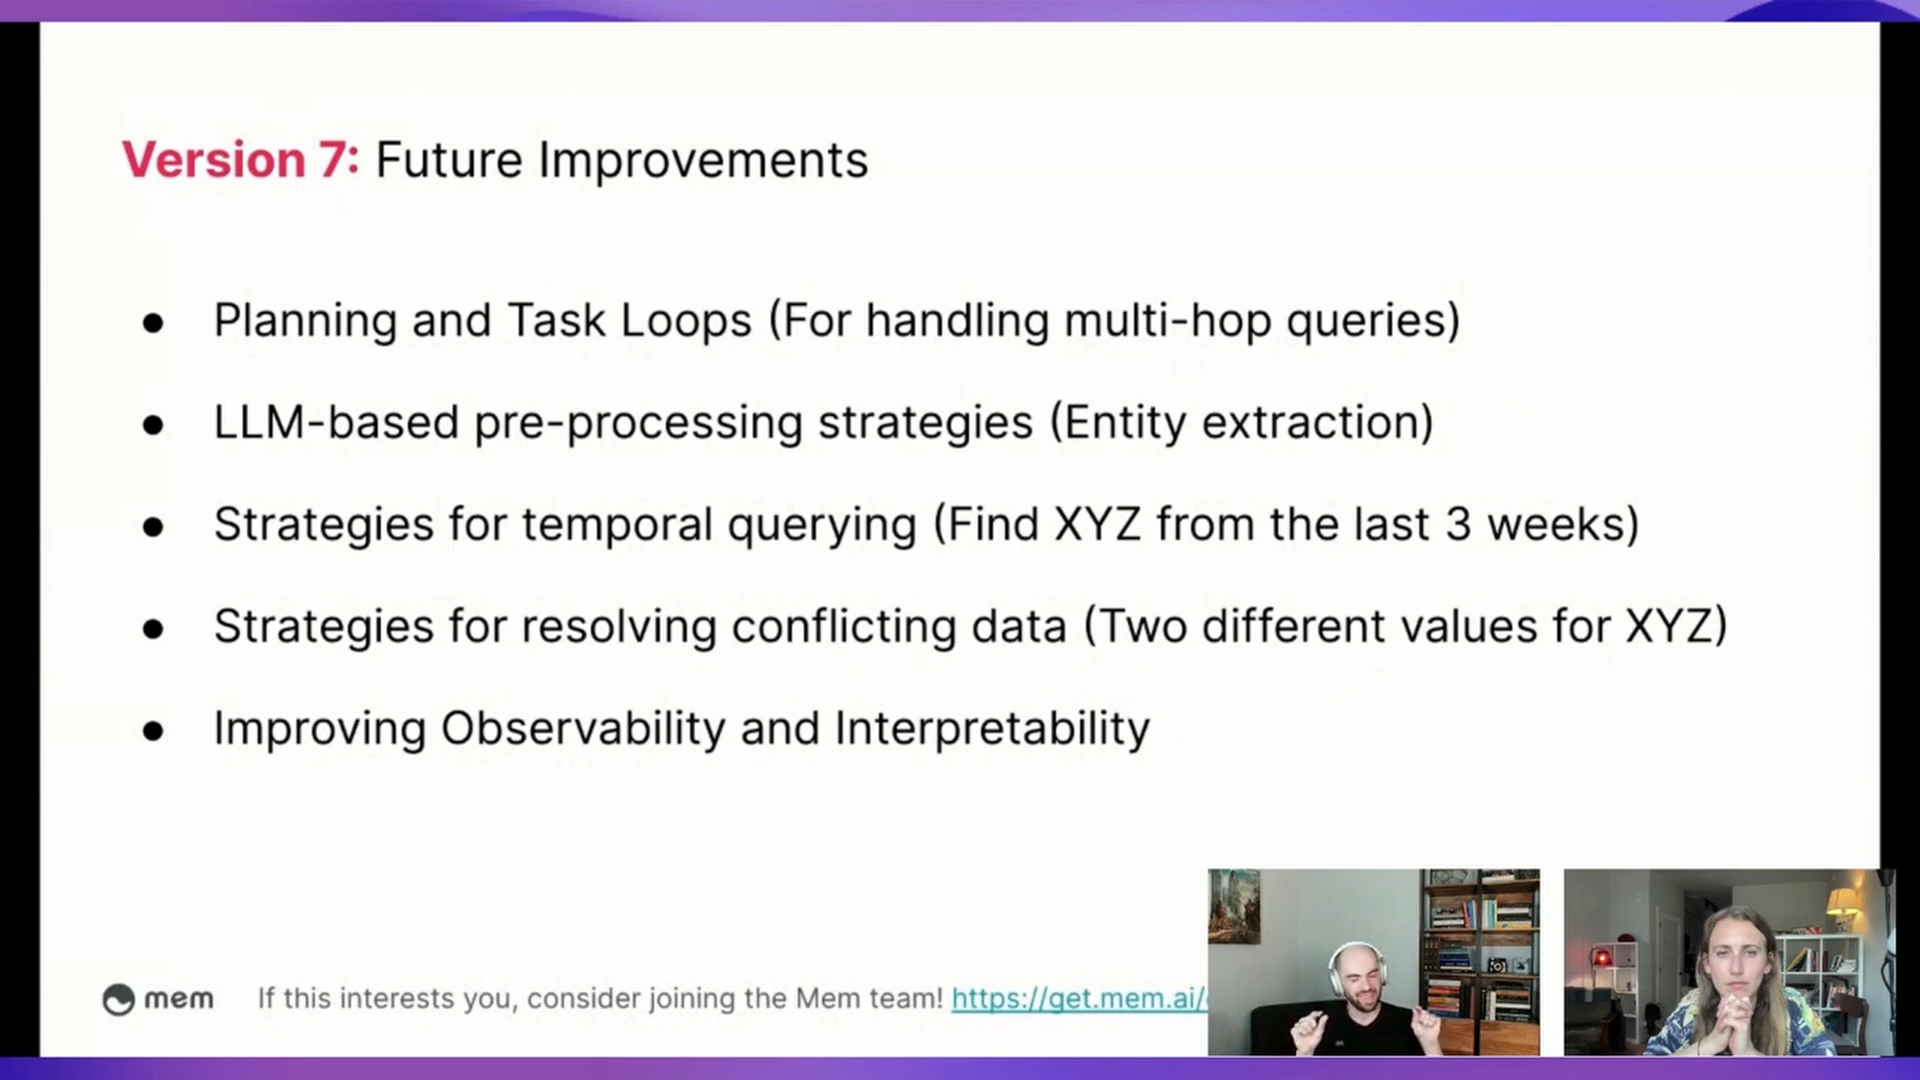 Version 7: Future Improvements
● Planning and Task Loops (For handling multi-hop queries)
● LLM-based pre-processing strategies (Entity extraction)
● Strategies for temporal querying (Find XYZ from the last 3 weeks)
● Strategies for resolving conflicting data (Two different values for XYZ)
● Improving Observability and Interpretability
mem If this interests you, consider joining the Mem team! https://get.mem.ai/